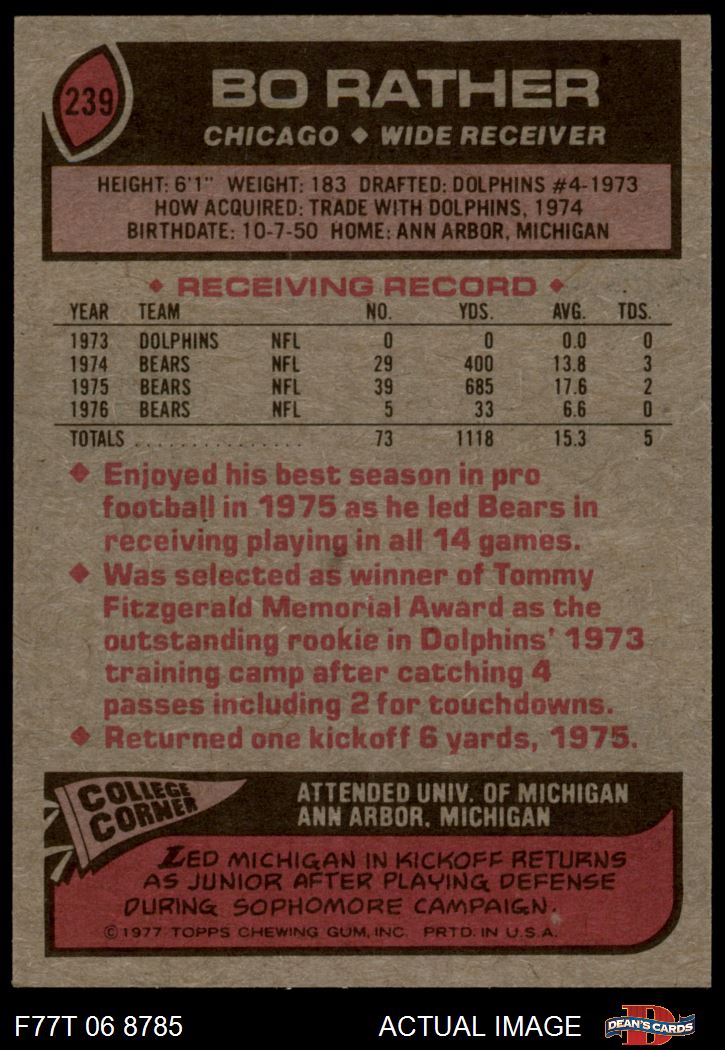 239
BO RATHER
CHICAGO ◆ WIDE RECEIVER
HEIGHT: 6'1" WEIGHT: 183 DRAFTED: DOLPHINS #4-1973
HOW ACQUIRED: TRADE WITH DOLPHINS, 1974
BIRTHDATE: 10-7-50 HOME: ANN ARBOR, MICHIGAN
◆ RECEIVING RECORD ◆
YEAR TEAM NO. YDS. AVG. TDS.
1973 DOLPHINS NFL 0 0 0.0 0
1974 BEARS NFL 29 400 13.8 3
1975 BEARS NFL 39 685 17.6 2
1976 BEARS NFL 5 33 6.6 0
TOTALS . . . . . . . . . . . . . . . . 73 1118 15.3 5
◆ Enjoyed his best season in pro
football in 1975 as he led Bears in
receiving playing in all 14 games.
◆ Was selected as winner of Tommy
Fitzgerald Memorial Award as the
outstanding rookie in Dolphins' 1973
training camp after catching 4
passes including 2 for touchdowns.
◆ Returned one kickoff 6 yards, 1975.
COLLEGE
CORNER
ATTENDED UNIV. OF MICHIGAN
ANN ARBOR, MICHIGAN
LED MICHIGAN IN KICKOFF RETURNS
AS JUNIOR AFTER PLAYING DEFENSE
DURING SOPHOMORE CAMPAIGN.
©1977 TOPPS CHEWING GUM, INC. PRTD. IN U.S.A.
F77T 06 8785 ACTUAL IMAGE
D
DEAN'S CARDS